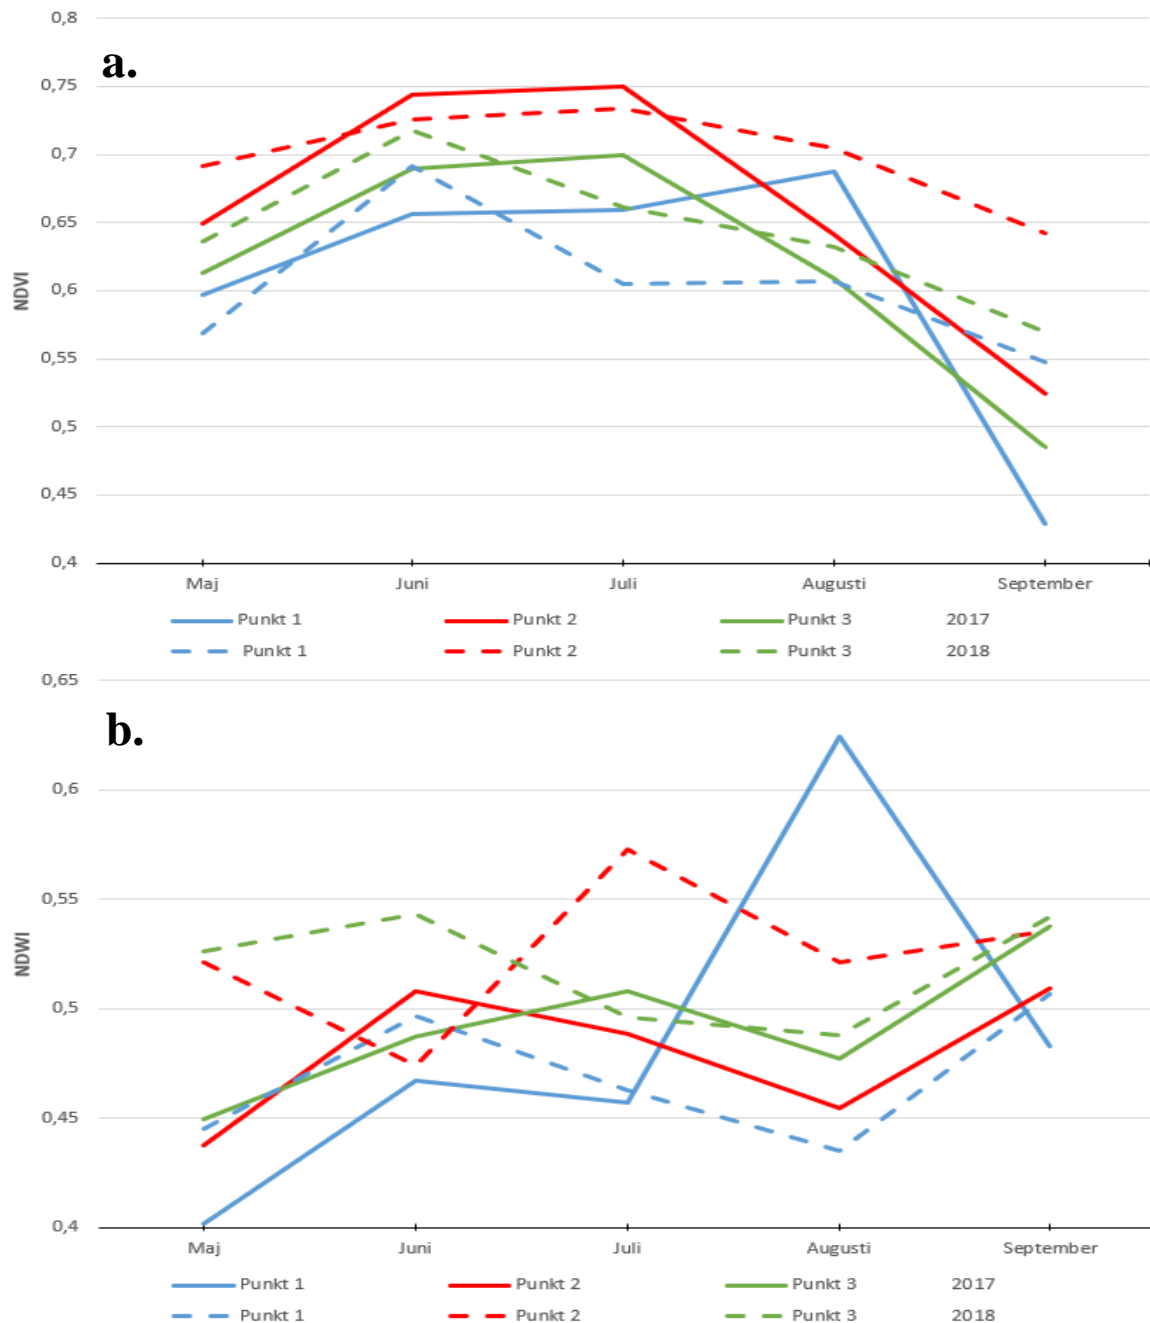 0,8
a.
0,75
0,7
0,65
NDVI
0,6
0,55
0,5
0,45
0,4
Maj Juni Juli Augusti September
Punkt 1 Punkt 2 Punkt 3 2017
Punkt 1 Punkt 2 Punkt 3 2018
0,65
b.
0,6
0,55
NDWI
0,5
0,45
0,4
Maj Juni Juli Augusti September
Punkt 1 Punkt 2 Punkt 3 2017
Punkt 1 Punkt 2 Punkt 3 2018